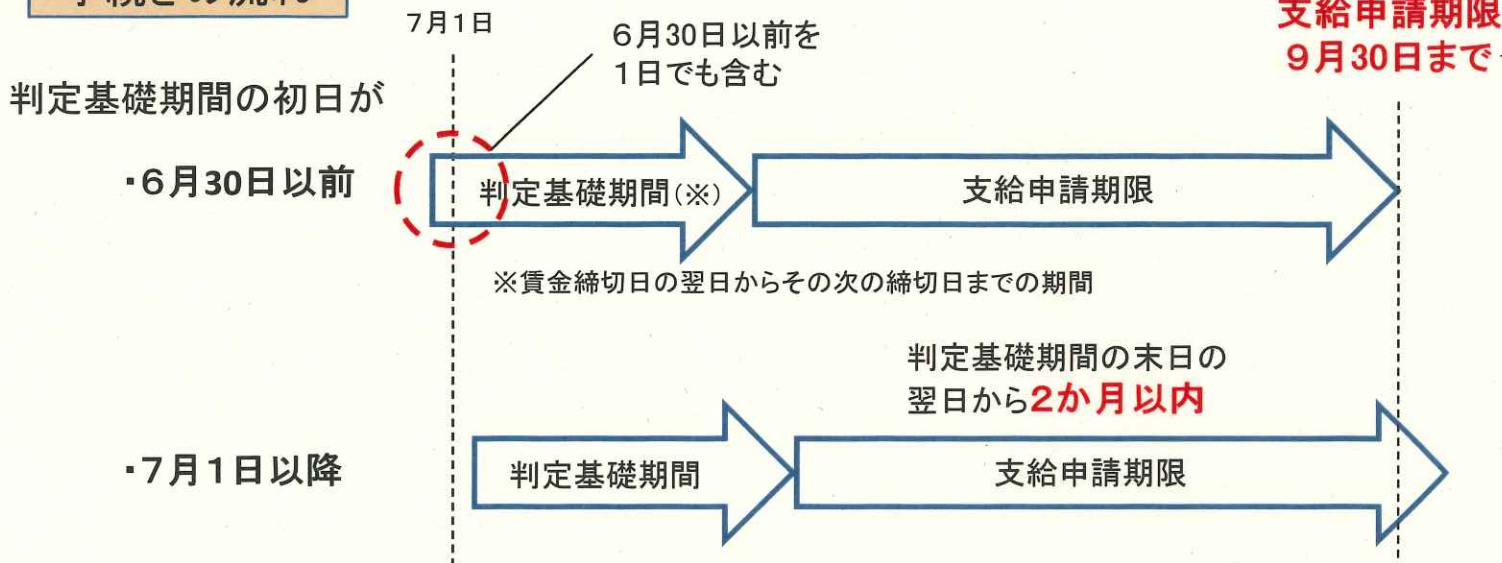 手続きの流れ
7月1日
6月30日以前を
1日でも含む
支給申請期限
9月30日まで
判定基礎期間の初日が
・6月30日以前
判定基礎期間(※)
支給申請期限
※賃金締切日の翌日からその次の締切日までの期間
判定基礎期間の末日の
翌日から2か月以内
・7月1日以降
判定基礎期間
支給申請期限